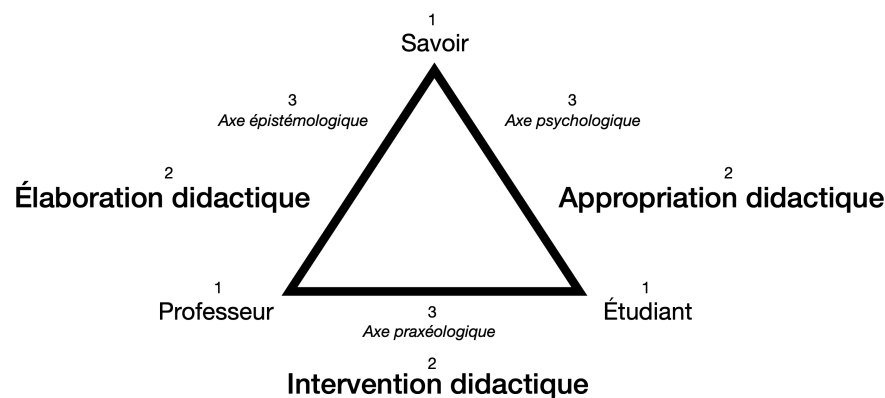 1
Savoir
3
Axe épistémologique
3
Axe psychologique
2
Élaboration didactique
2
Appropriation didactique
1
Professeur
1
Étudiant
3
Axe praxéologique
2
Intervention didactique